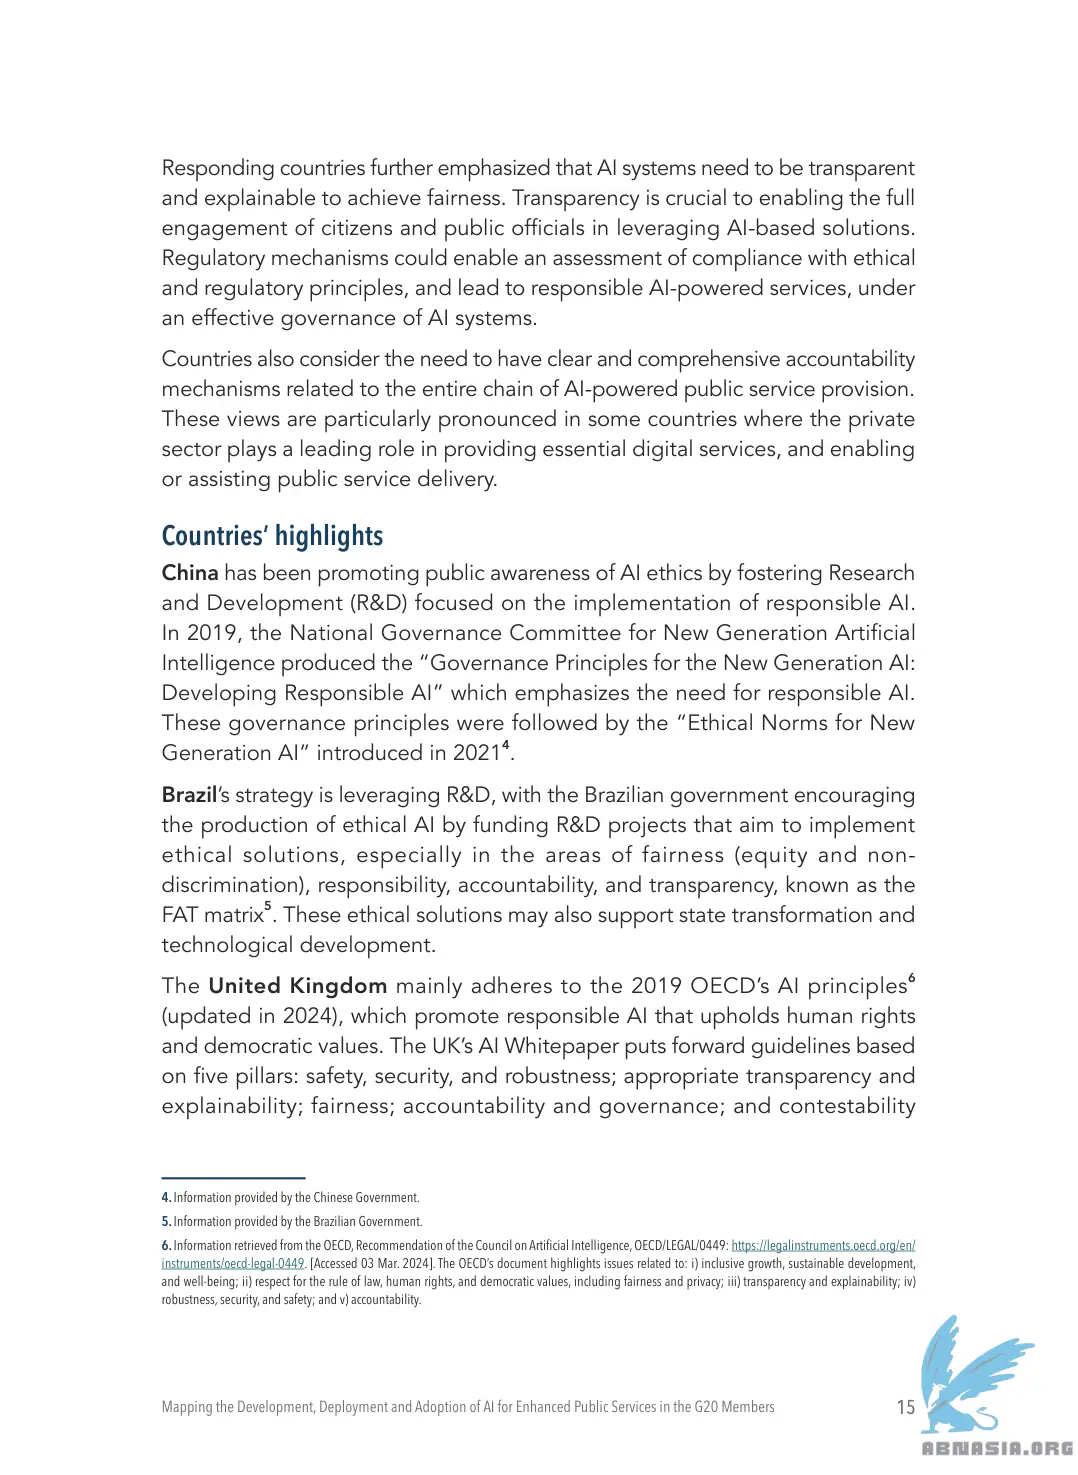 Responding countries further emphasized that AI systems need to be transparent
and explainable to achieve fairness. Transparency is crucial to enabling the full
engagement of citizens and public officials in leveraging AI-based solutions.
Regulatory mechanisms could enable an assessment of compliance with ethical
and regulatory principles, and lead to responsible AI-powered services, under
an effective governance of AI systems.
Countries also consider the need to have clear and comprehensive accountability
mechanisms related to the entire chain of AI-powered public service provision.
These views are particularly pronounced in some countries where the private
sector plays a leading role in providing essential digital services, and enabling
or assisting public service delivery.
Countries’ highlights
China has been promoting public awareness of AI ethics by fostering Research
and Development (R&D) focused on the implementation of responsible AI.
In 2019, the National Governance Committee for New Generation Artificial
Intelligence produced the “Governance Principles for the New Generation AI:
Developing Responsible AI” which emphasizes the need for responsible AI.
These governance principles were followed by the “Ethical Norms for New
Generation AI” introduced in 2021⁴.
Brazil’s strategy is leveraging R&D, with the Brazilian government encouraging
the production of ethical AI by funding R&D projects that aim to implement
ethical solutions, especially in the areas of fairness (equity and non-
discrimination), responsibility, accountability, and transparency, known as the
FAT matrix⁵. These ethical solutions may also support state transformation and
technological development.
The United Kingdom mainly adheres to the 2019 OECD’s AI principles⁶
(updated in 2024), which promote responsible AI that upholds human rights
and democratic values. The UK’s AI Whitepaper puts forward guidelines based
on five pillars: safety, security, and robustness; appropriate transparency and
explainability; fairness; accountability and governance; and contestability
4. Information provided by the Chinese Government.
5. Information provided by the Brazilian Government.
6. Information retrieved from the OECD, Recommendation of the Council on Artificial Intelligence, OECD/LEGAL/0449: https://legalinstruments.oecd.org/en/
instruments/oecd-legal-0449. [Accessed 03 Mar. 2024]. The OECD’s document highlights issues related to: i) inclusive growth, sustainable development,
and well-being; ii) respect for the rule of law, human rights, and democratic values, including fairness and privacy; iii) transparency and explainability; iv)
robustness, security, and safety; and v) accountability.
Mapping the Development, Deployment and Adoption of AI for Enhanced Public Services in the G20 Members 15
ABNASIA.ORG